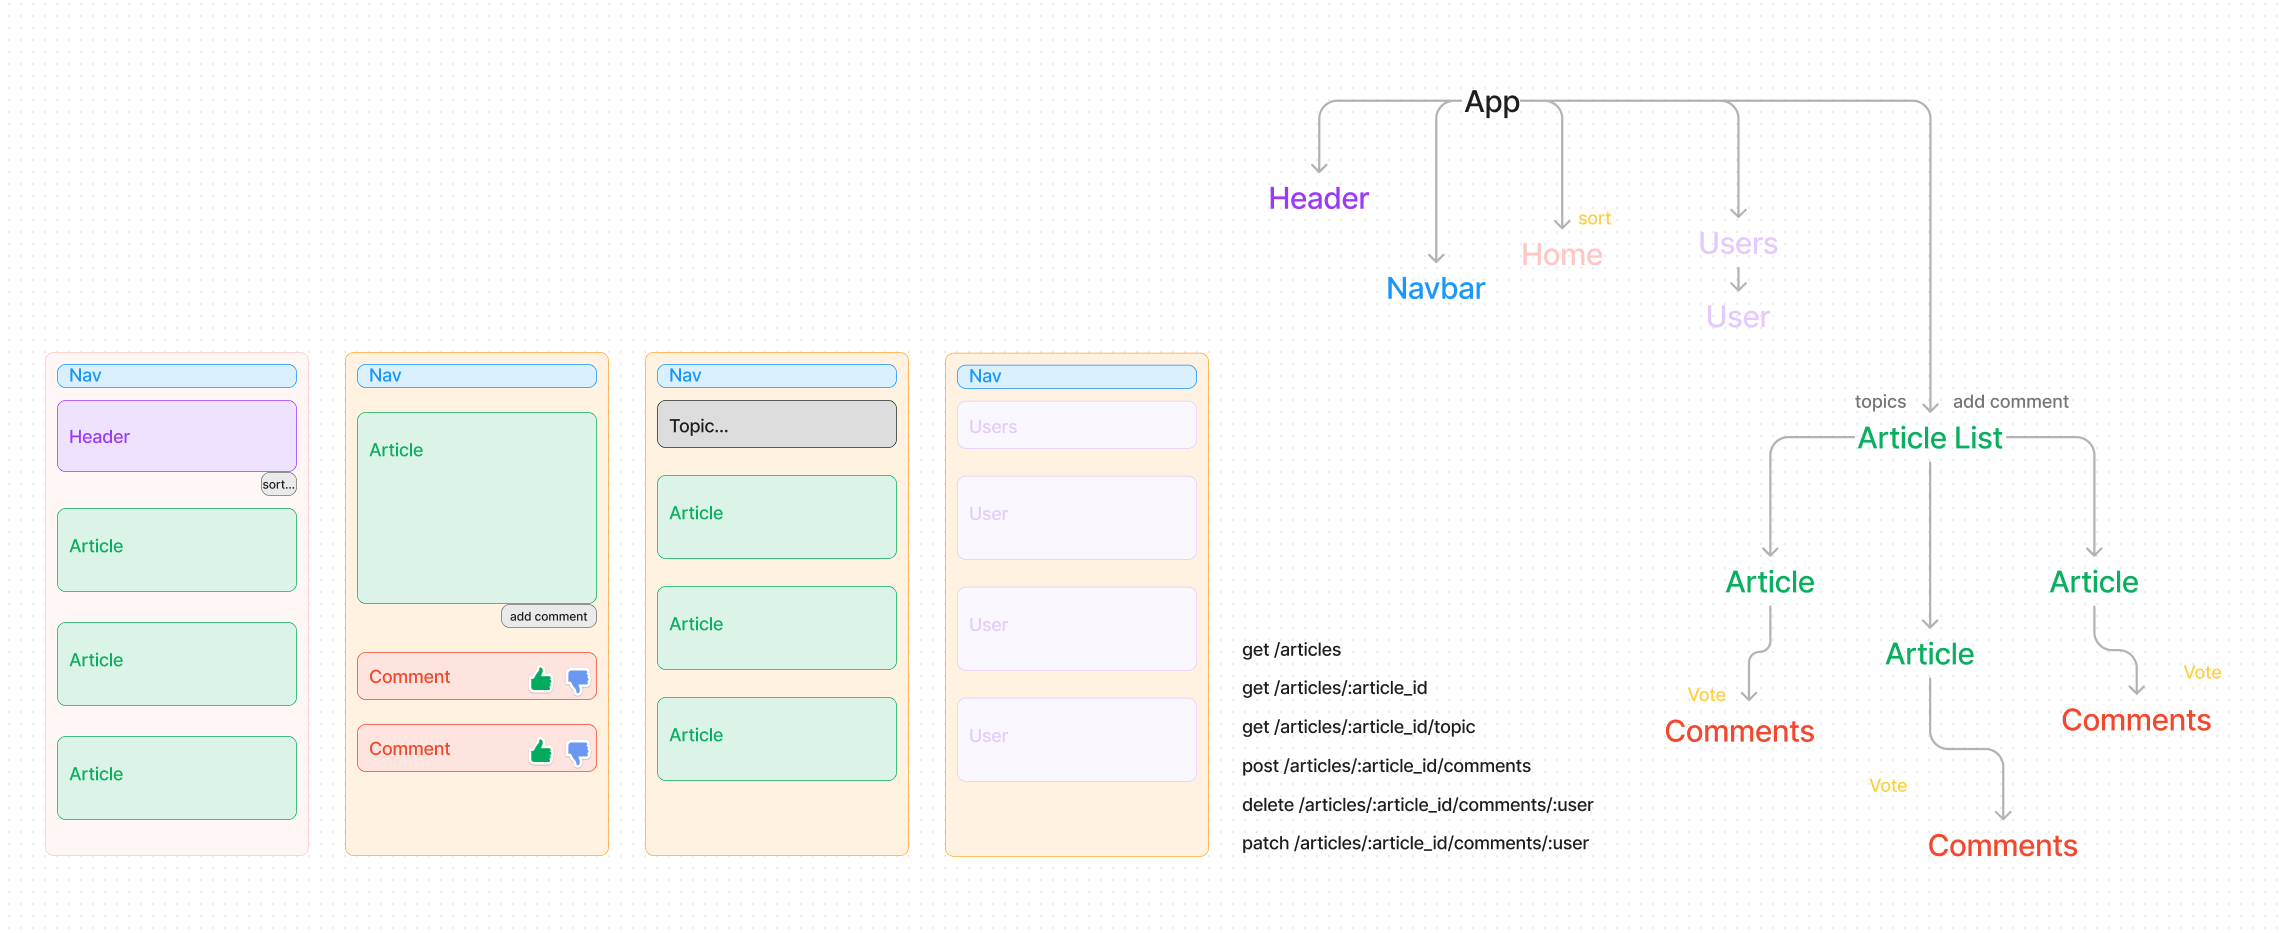 App
Header
sort
Home
Users
Navbar
User
topics
add comment
Article List
Article
Article
Article
Vote
Comments
Vote
Comments
Vote
Comments
Nav
Header
sort...
Article
Article
Article
Nav
Article
add comment
Comment
Comment
Nav
Topic...
Article
Article
Article
Nav
Users
User
User
User
get /articles
get /articles/:article_id
get /articles/:article_id/topic
post /articles/:article_id/comments
delete /articles/:article_id/comments/:user
patch /articles/:article_id/comments/:user